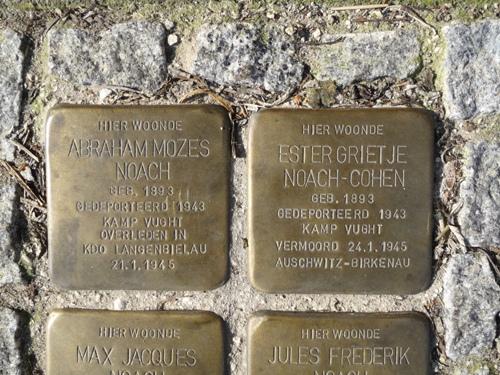 HIER WOONDE
ABRAHAM MOZES
NOACH
GEB. 1893
GEDEPORTEERD 1943
KAMP VUGHT
OVERLEDEN IN
KDO LANGENBIELAU
21.1.1945
HIER WOONDE
ESTER GRIETJE
NOACH-COHEN
GEB. 1893
GEDEPORTEERD 1943
KAMP VUGHT
VERMOORD 24.1.1945
AUSCHWITZ-BIRKENAU
HIER WOONDE
MAX JACQUES
NOACH
HIER WOONDE
JULES FREDERIK
NOACH